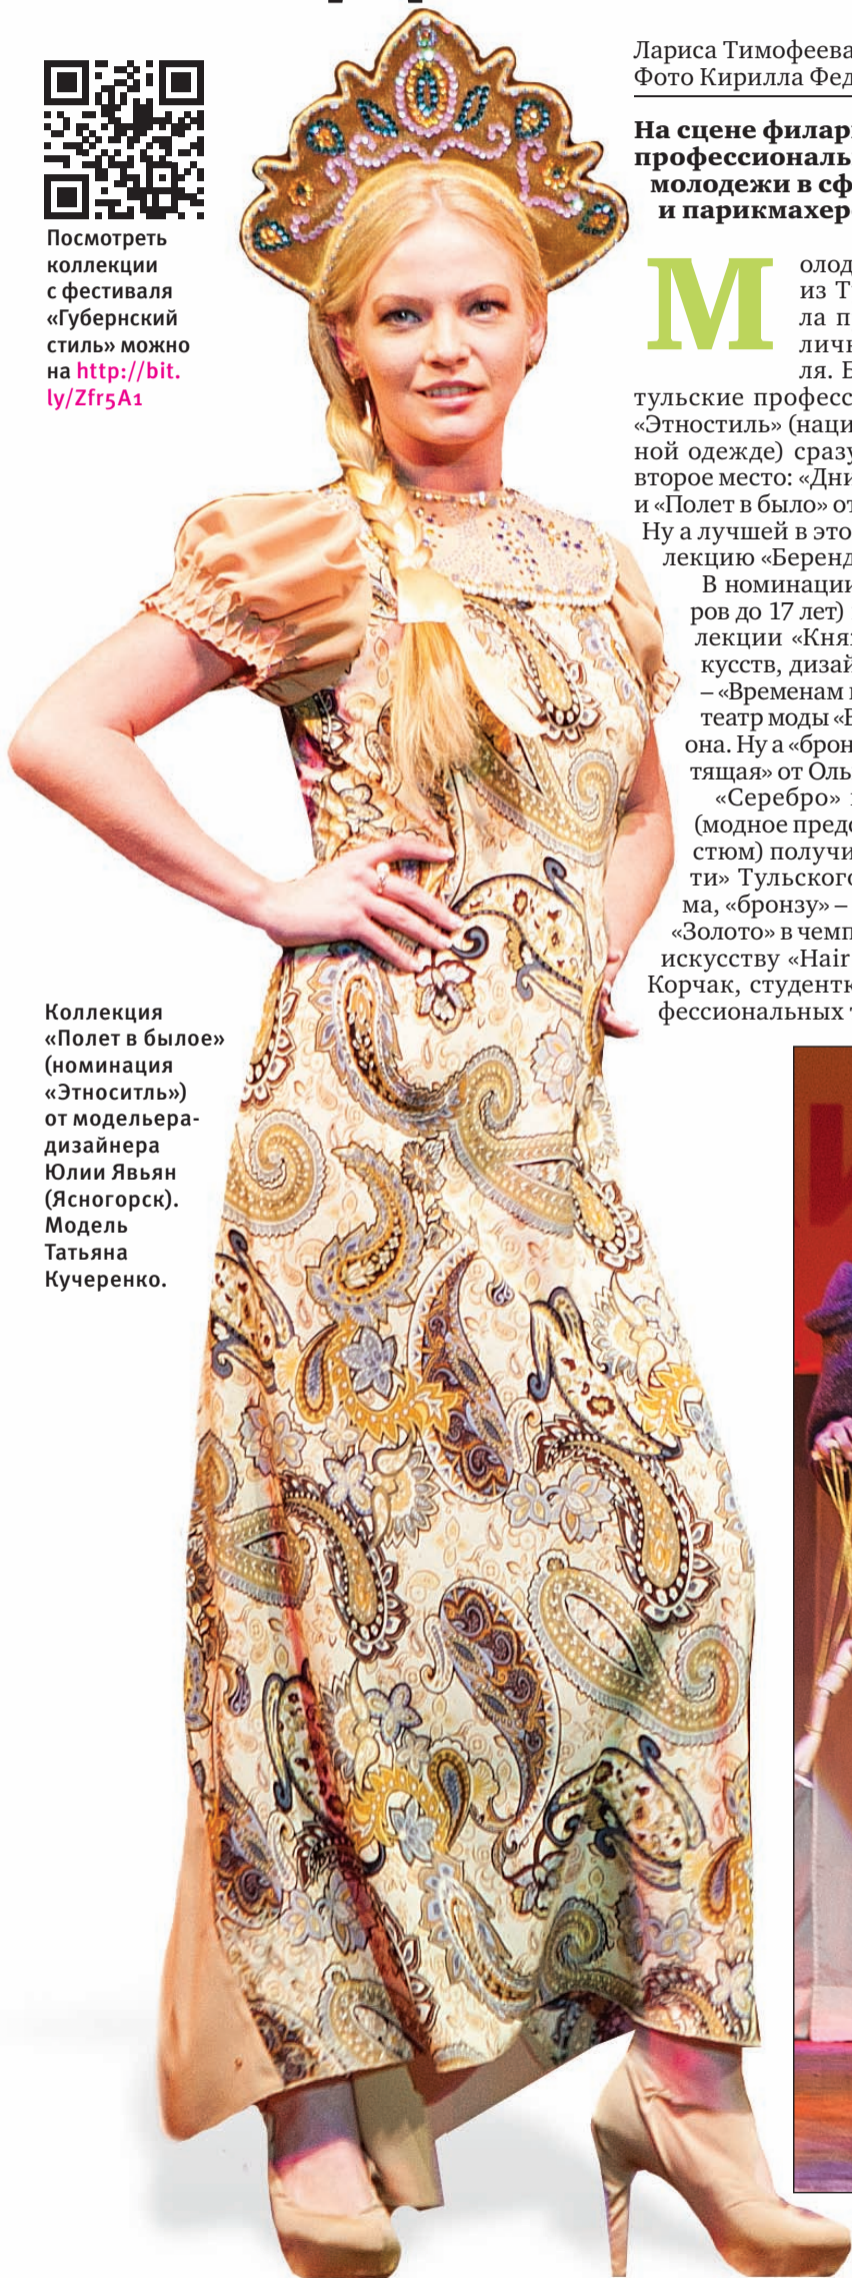 Посмотреть
коллекции
с фестиваля
«Губернский
стиль» можно
на http://bit.
ly/Zfr5A1
Лариса Тимофеева
Фото Кирилла Фед
На сцене филар
профессиональ
молодежи в сф
и парикмахер
М
олод
из Т
ла п
личн
ля. В
тульские професс
«Этностиль» (наци
ной одежде) сразу
второе место: «Дни
и «Полет в было» от
Ну а лучшей в это
лекцию «Беренд
В номинации
ров до 17 лет)
лекции «Кня
кусств, дизай
– «Временам
театр моды «В
она. Ну а «брон
тящая» от Оль
«Серебро»
(модное предс
стюм) получи
ти» Тульского
ма, «бронзу» –
«Золото» в чемп
искусству «Hair
Корчак, студентк
фессиональных
Коллекция
«Полет в былое»
(номинация
«Этноситль»)
от модельера-
дизайнера
Юлии Явьян
(Ясногорск).
Модель
Татьяна
Кучеренко.